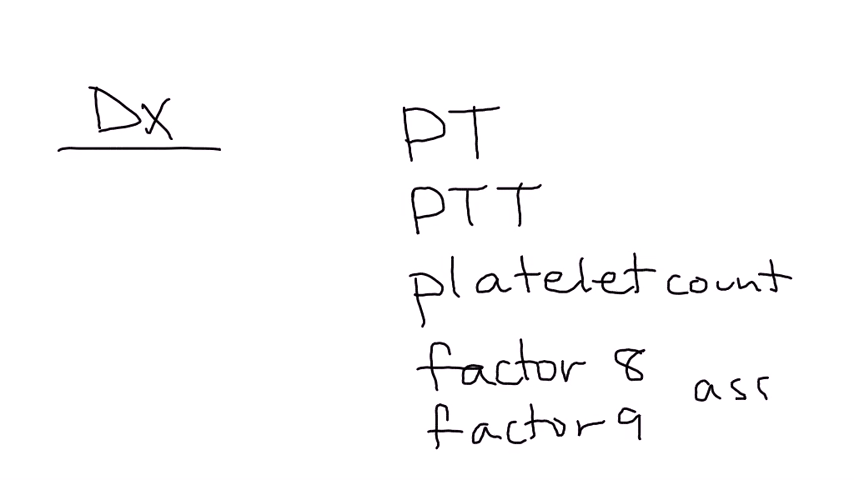 Dx
PT
PTT
platelet count
factor 8
ass
factor 9